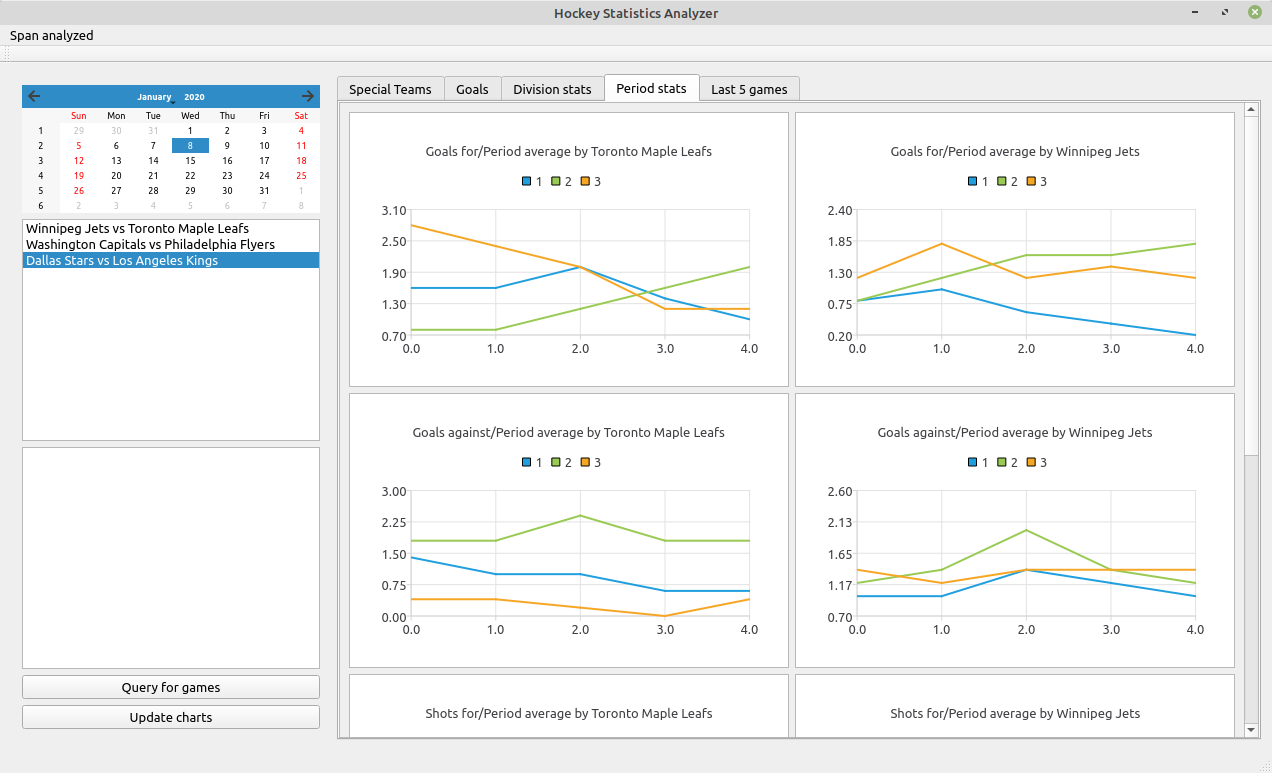 Hockey Statistics Analyzer
Span analyzed
January 2020
Sun Mon Tue Wed Thu Fri Sat
1 29 30 31 1 2 3 4
2 5 6 7 8 9 10 11
3 12 13 14 15 16 17 18
4 19 20 21 22 23 24 25
5 26 27 28 29 30 31 1
6 2 3 4 5 6 7 8
Winnipeg Jets vs Toronto Maple Leafs
Washington Capitals vs Philadelphia Flyers
Dallas Stars vs Los Angeles Kings
Query for games
Update charts
Special Teams Goals Division stats Period stats Last 5 games
Goals for/Period average by Toronto Maple Leafs
1 2 3
3.10
2.50
1.90
1.30
0.70
0.0 1.0 2.0 3.0 4.0
Goals for/Period average by Winnipeg Jets
1 2 3
2.40
1.85
1.30
0.75
0.20
0.0 1.0 2.0 3.0 4.0
Goals against/Period average by Toronto Maple Leafs
1 2 3
3.00
2.25
1.50
0.75
0.00
0.0 1.0 2.0 3.0 4.0
Goals against/Period average by Winnipeg Jets
1 2 3
2.60
2.13
1.65
1.17
0.70
0.0 1.0 2.0 3.0 4.0
Shots for/Period average by Toronto Maple Leafs
Shots for/Period average by Winnipeg Jets